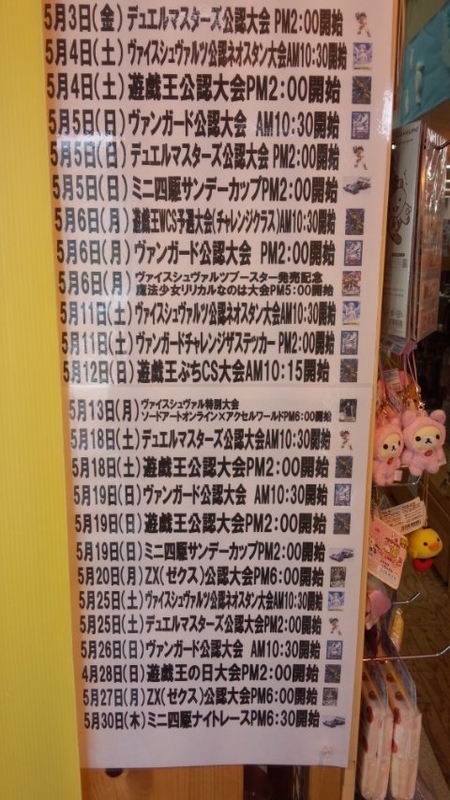 5月3日(金)デュエルマスターズ公認大会 PM2:00開始
5月4日(土)ヴァイスシュヴァルツ公認ネオスタン大会AM10:30開始
5月4日(土)遊戯王公認大会PM2:00開始
5月5日(日)ヴァンガード公認大会 AM10:30開始
5月5日(日)デュエルマスターズ公認大会 PM2:00開始
5月5日(日)ミニ四駆サンデーカップPM2:00開始
5月6日(月)遊戯王WCS予選大会(チャレンジクラス)AM10:30開始
5月6日(月)ヴァンガード公認大会 PM2:00開始
5月6日(月)ヴァイスシュヴァルツブースター発売記念
魔法少女リリカルなのは大会PM5:00開始
5月11日(土)ヴァイスシュヴァルツ公認ネオスタン大会AM10:30開始
5月11日(土)ヴァンガードチャレンジザステッカー PM2:00開始
5月12日(日)遊戯王ぷちCS大会AM10:15開始
5月13日(月)ヴァイスシュヴァル特別大会
ソードアートオンライン×アクセルワールドPM6:00開始
5月18日(土)デュエルマスターズ公認大会AM10:30開始
5月18日(土)遊戯王公認大会PM2:00開始
5月19日(日)ヴァンガード公認大会 AM10:30開始
5月19日(日)遊戯王公認大会PM2:00開始
5月19日(日)ミニ四駆サンデーカップPM2:00開始
5月20日(月)ZX(ゼクス)公認大会PM6:00開始
5月25日(土)ヴァイスシュヴァルツ公認ネオスタン大会AM10:30開始
5月25日(土)デュエルマスターズ公認大会PM2:00開始
5月26日(日)ヴァンガード公認大会 AM10:30開始
4月28日(日)遊戯王の日大会PM2:00開始
5月27日(月)ZX(ゼクス)公認大会PM6:00開始
5月30日(木)ミニ四駆ナイトレースPM6:30開始